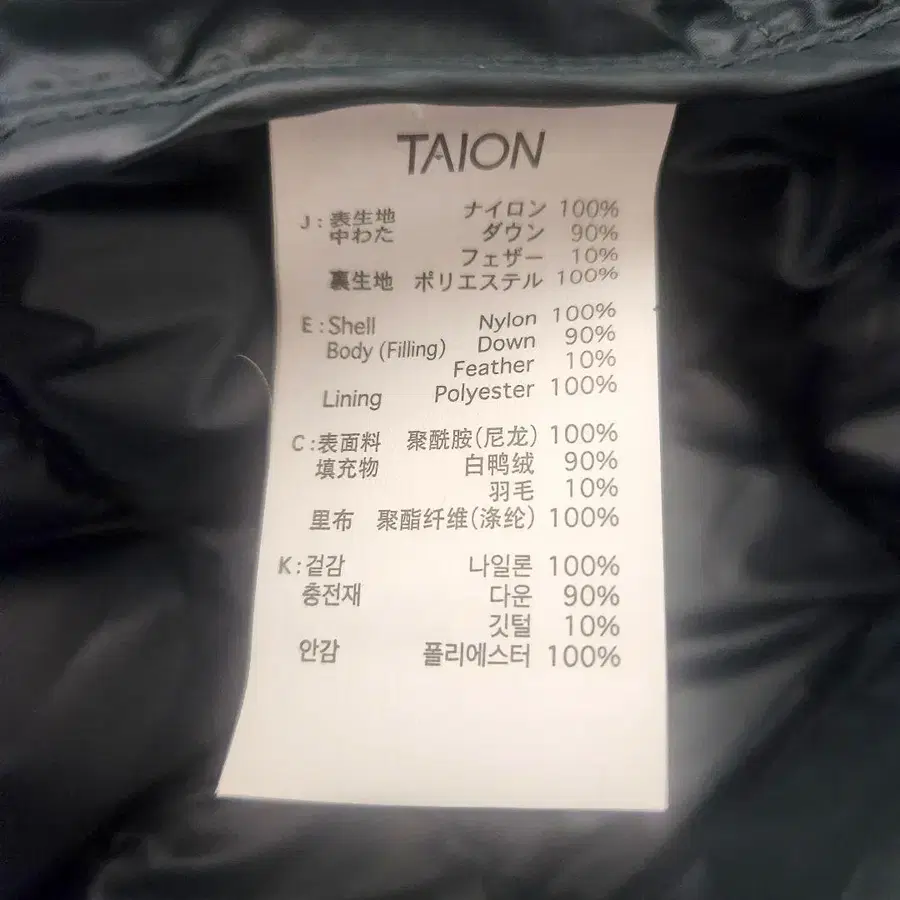 TAION
J : 表生地 ナイロン 100%
中わた ダウン 90%
フェザー 10%
裏生地 ポリエステル 100%
E : Shell Nylon 100%
Body (Filling) Down 90%
Feather 10%
Lining Polyester 100%
C : 表面料 聚酰胺(尼龙) 100%
填充物 白鸭绒 90%
羽毛 10%
里布 聚酯纤维(涤纶) 100%
K : 겉감 나일론 100%
충전재 다운 90%
깃털 10%
안감 폴리에스터 100%